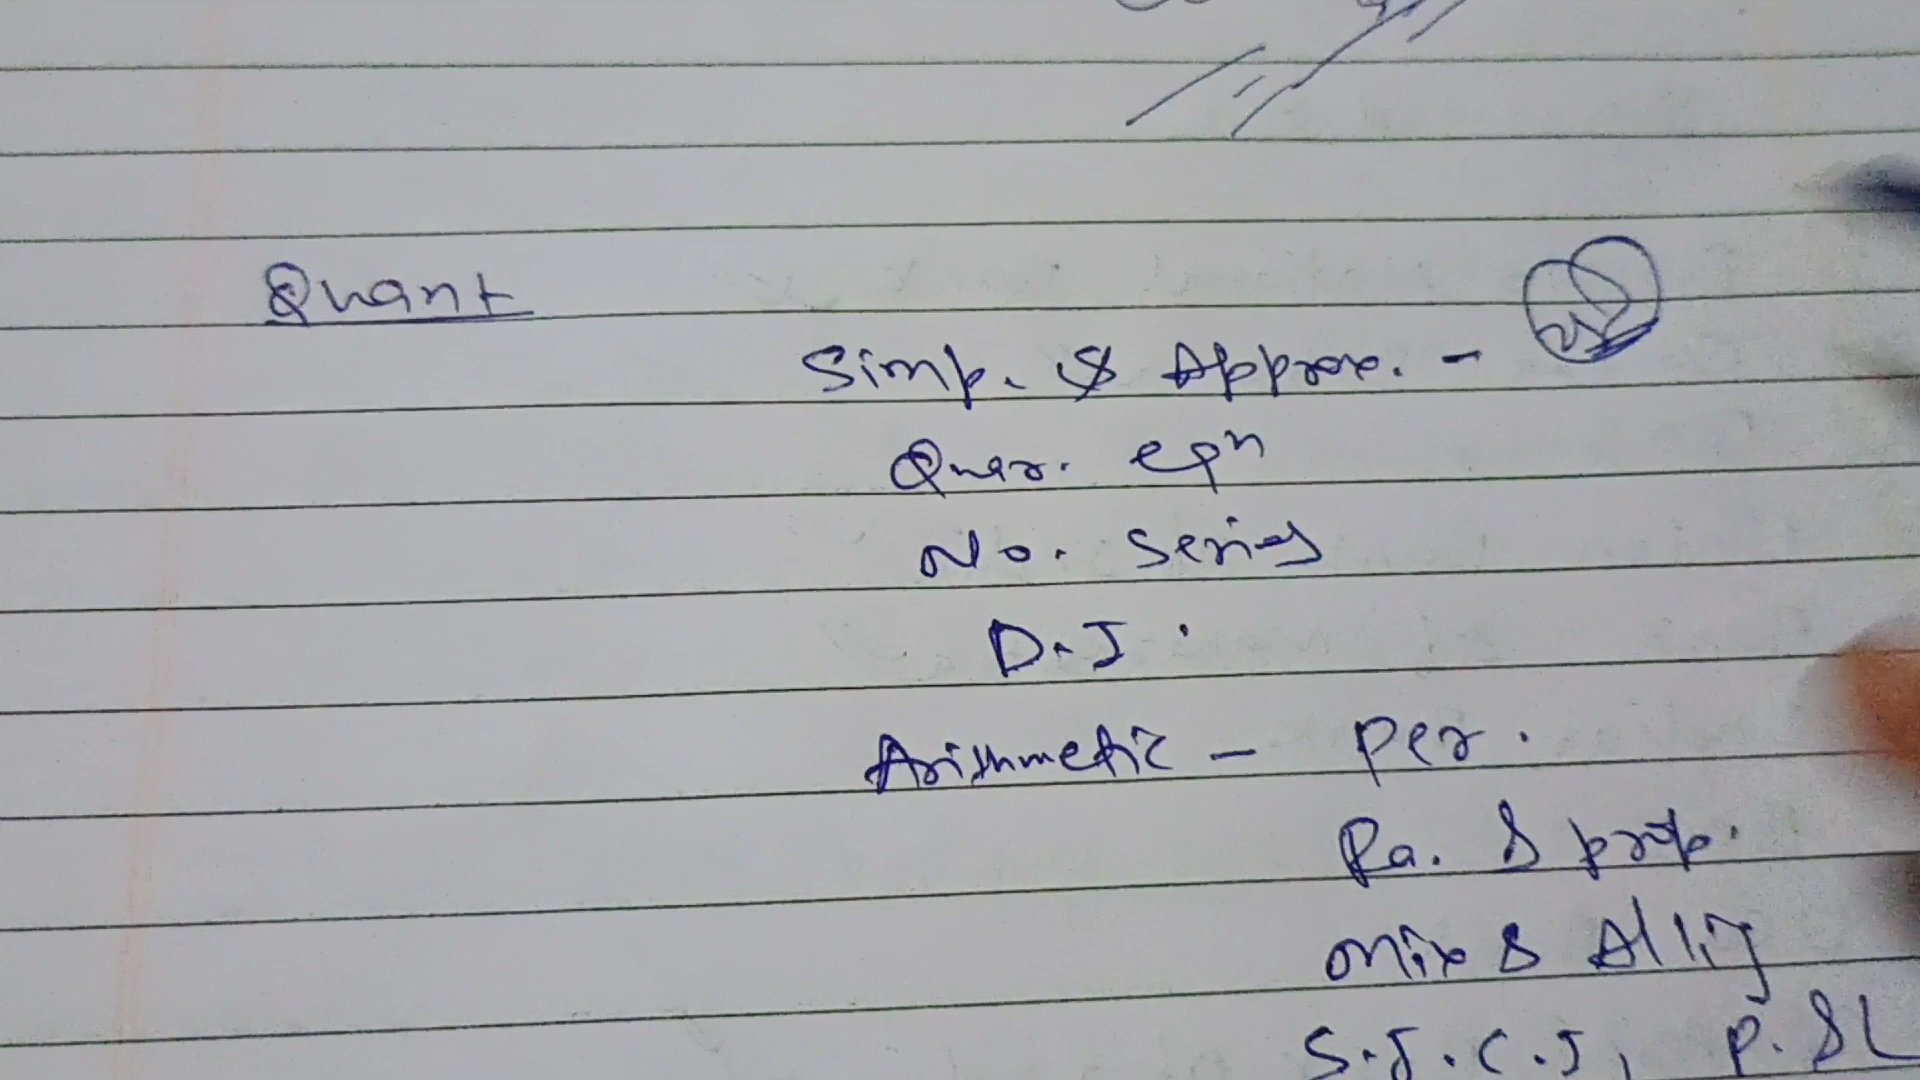 Quant
Simp. & Approx. -
Quar. eqn
No. Series
D.I.
Arithmetic - Per.
Ra. & prop.
Mix & Allig
S.I. C.I, P. & L